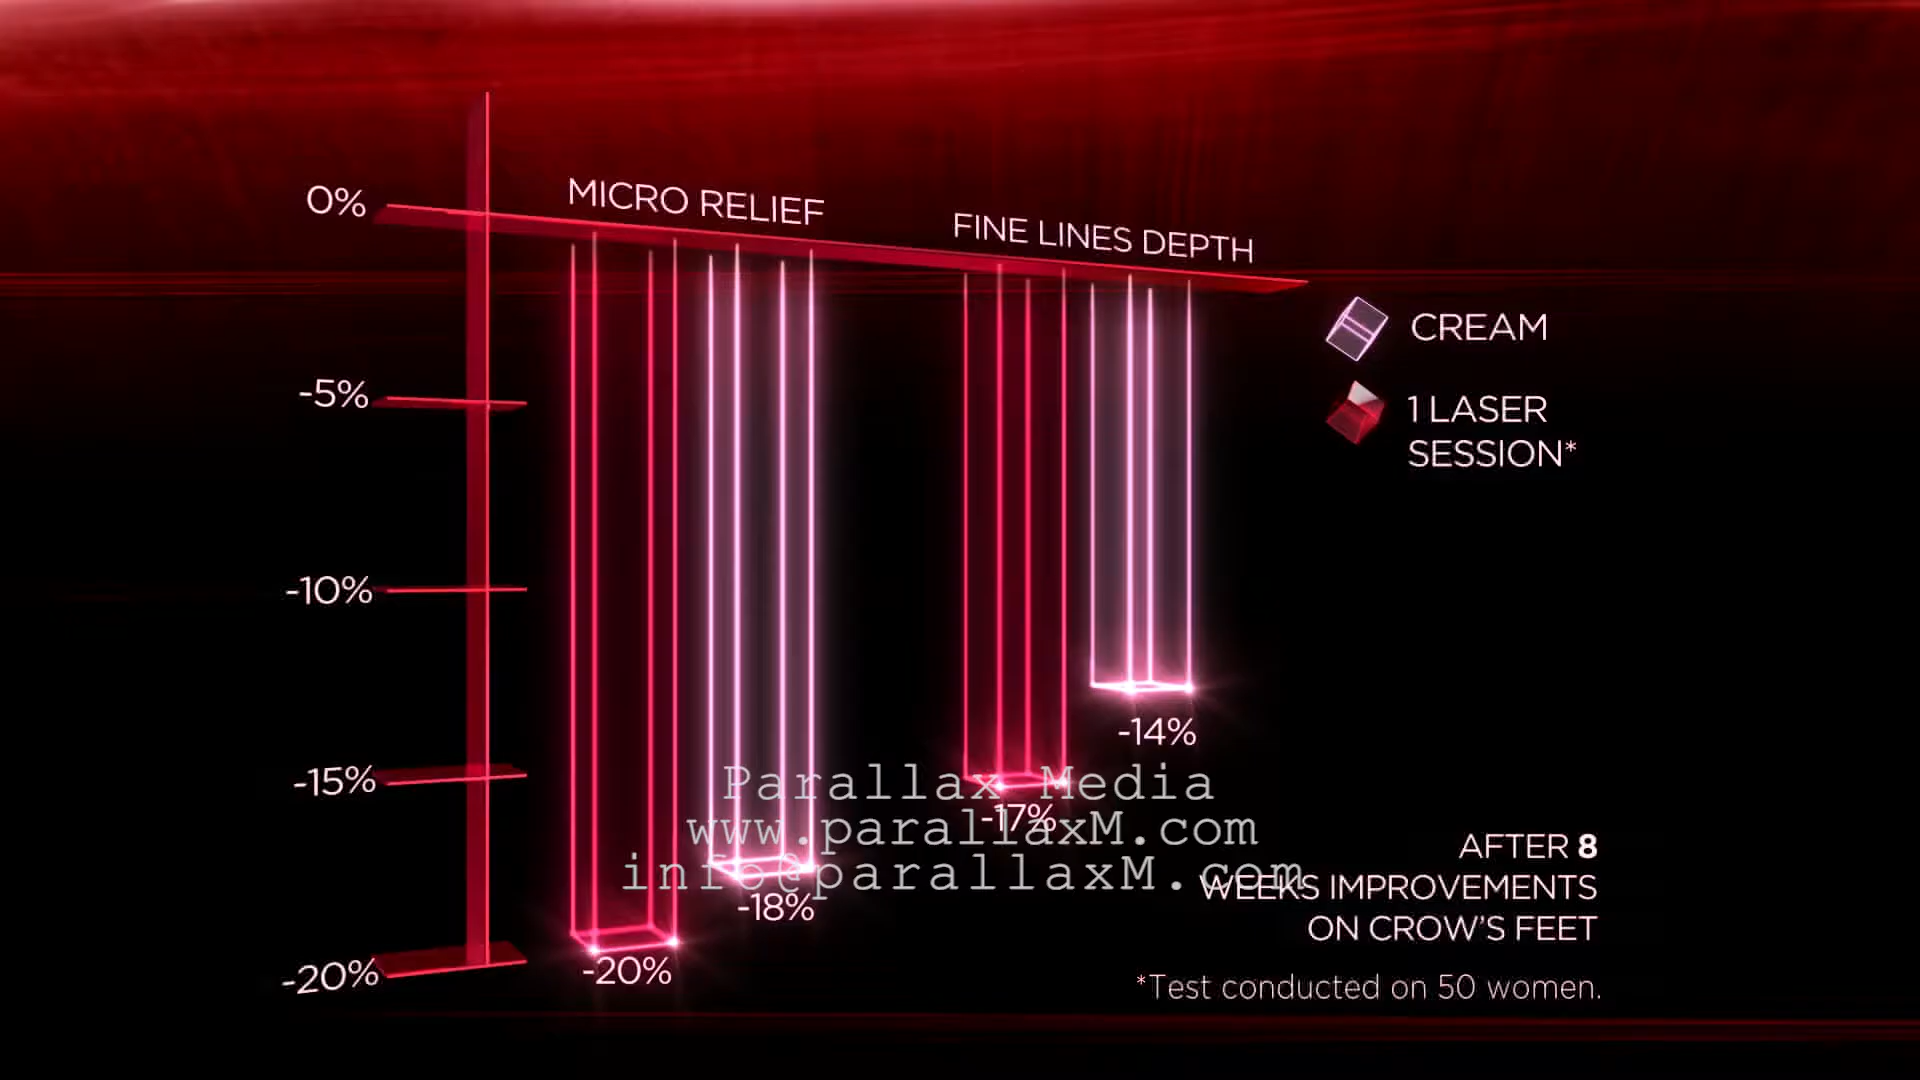 0%
-5%
-10%
-15%
-20%
MICRO RELIEF
FINE LINES DEPTH
-20%
-18%
-17%
-14%
CREAM
1 LASER
SESSION*
Parallax Media
www.parallaxM.com
info@parallaxM.com
AFTER 8
WEEKS IMPROVEMENTS
ON CROW'S FEET
*Test conducted on 50 women.